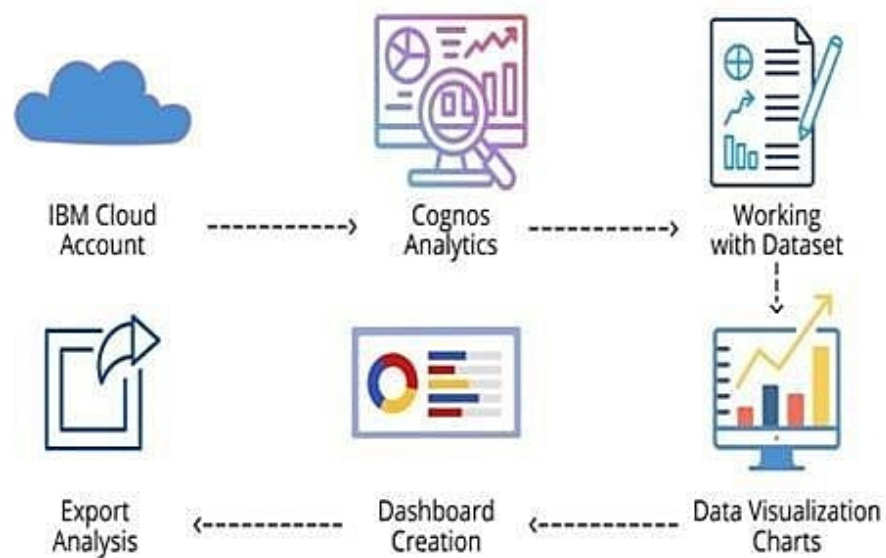 IBM Cloud
Account
Cognos
Analytics
Working
with Dataset
Export
Analysis
Dashboard
Creation
Data Visualization
Charts